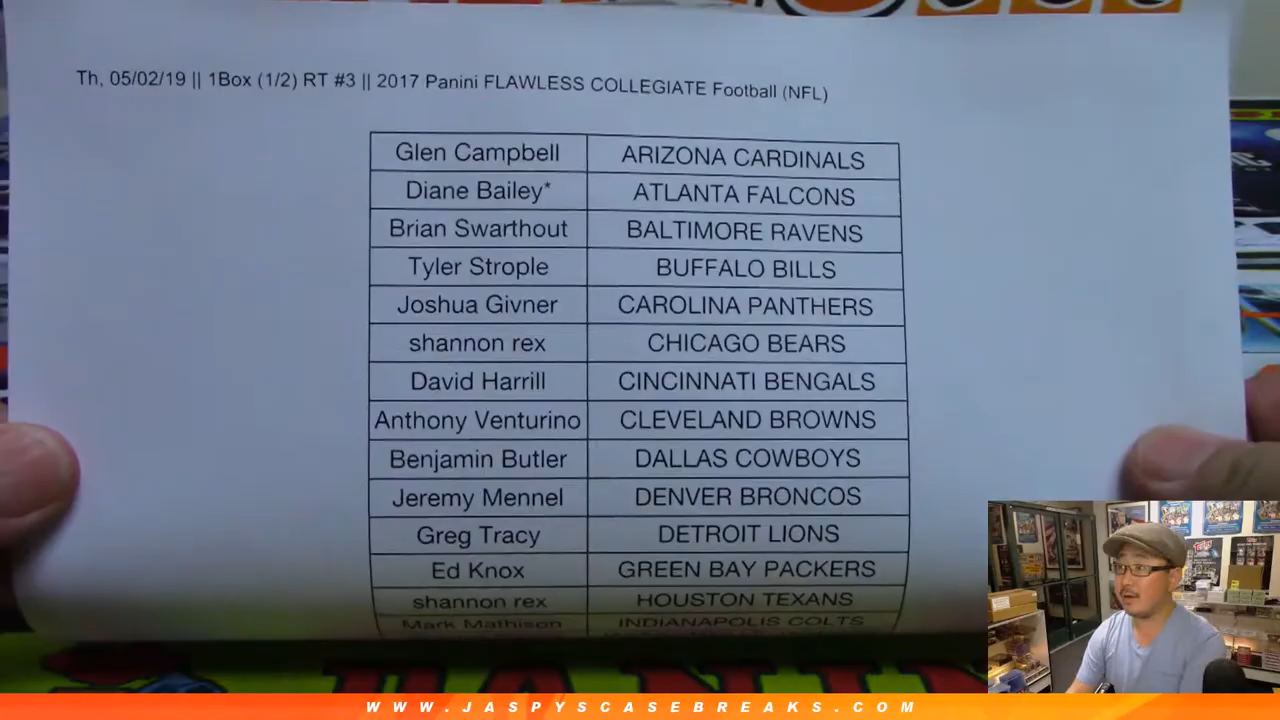 Th, 05/02/19 || 1Box (1/2) RT #3 || 2017 Panini FLAWLESS COLLEGIATE Football (NFL)
Glen Campbell ARIZONA CARDINALS
Diane Bailey* ATLANTA FALCONS
Brian Swarthout BALTIMORE RAVENS
Tyler Strople BUFFALO BILLS
Joshua Givner CAROLINA PANTHERS
shannon rex CHICAGO BEARS
David Harrill CINCINNATI BENGALS
Anthony Venturino CLEVELAND BROWNS
Benjamin Butler DALLAS COWBOYS
Jeremy Mennel DENVER BRONCOS
Greg Tracy DETROIT LIONS
Ed Knox GREEN BAY PACKERS
shannon rex HOUSTON TEXANS
Mark Mathison INDIANAPOLIS COLTS
WWW.JASPYSCASEBREAKS.COM